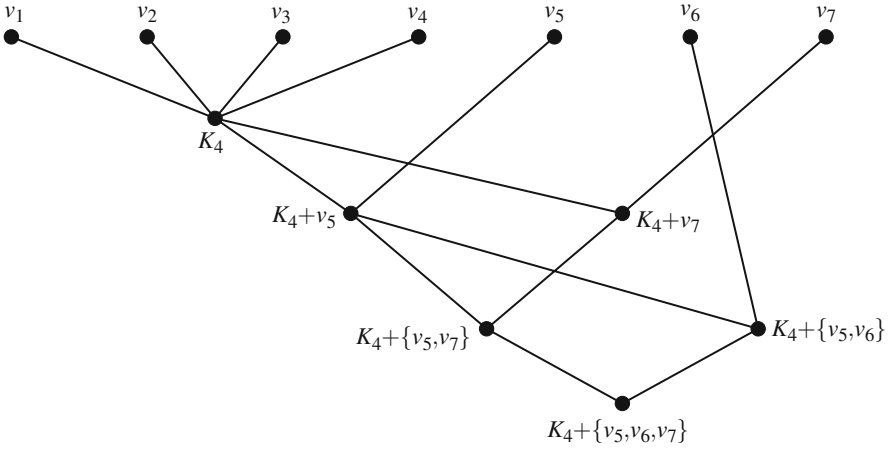 v₁ v₂ v₃ v₄ v₅ v₆ v₇
K₄
K₄+v₅ K₄+v₇
K₄+{v₅,v₇} K₄+{v₅,v₆}
K₄+{v₅,v₆,v₇}